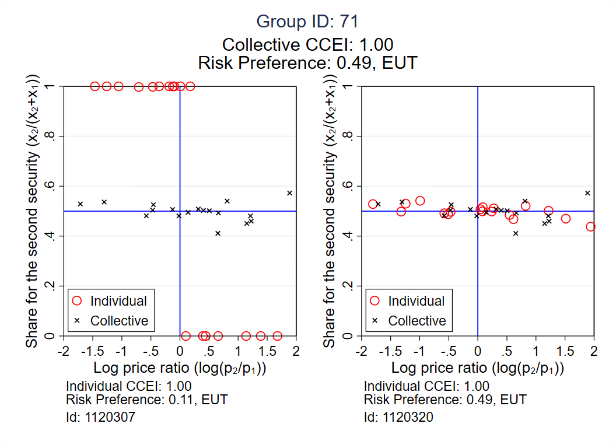 Group ID: 71
Collective CCEI: 1.00
Risk Preference: 0.49, EUT
Share for the second security (x₂/(x₂+x₁))
1
.8
.6
.4
.2
0
Individual
Collective
-2 -1.5 -1 -.5 0 .5 1 1.5 2
Log price ratio (log(p₂/p₁))
Individual CCEI: 1.00
Risk Preference: 0.11, EUT
Id: 1120307
Share for the second security (x₂/(x₂+x₁))
1
.8
.6
.4
.2
0
Individual
Collective
-2 -1.5 -1 -.5 0 .5 1 1.5 2
Log price ratio (log(p₂/p₁))
Individual CCEI: 1.00
Risk Preference: 0.49, EUT
Id: 1120320